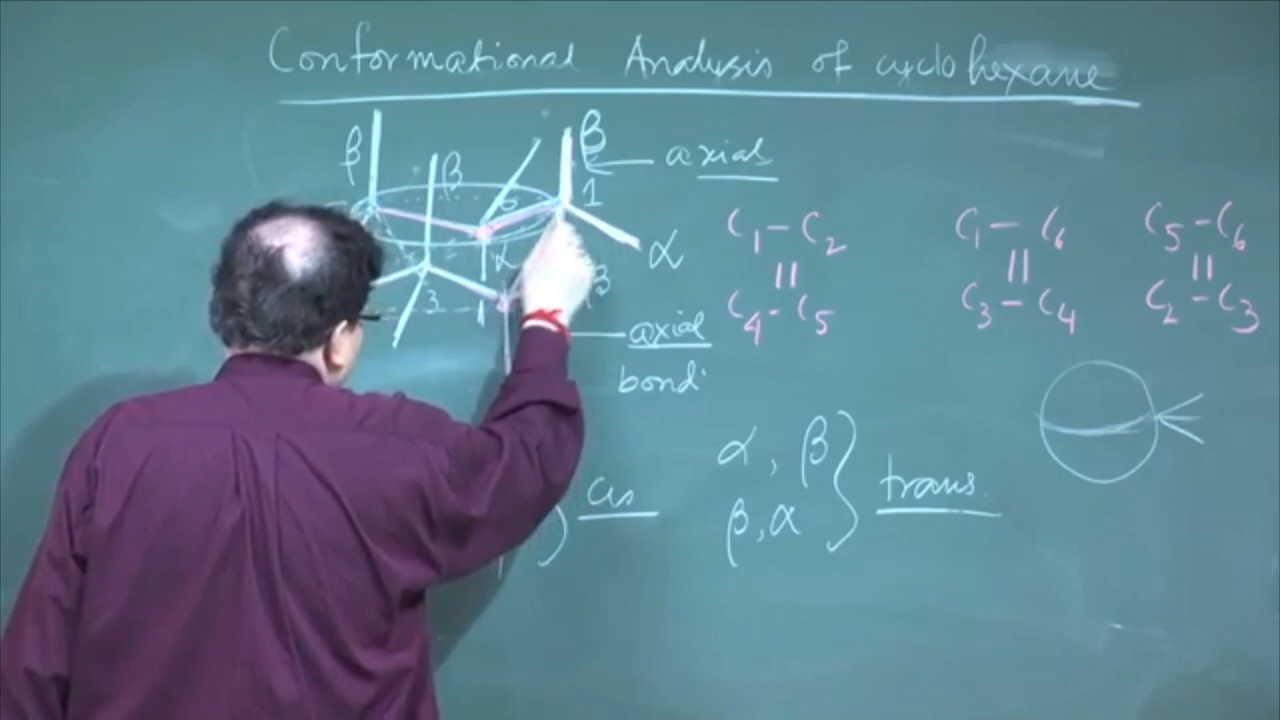 Conformational Analysis of cyclohexane
β β β
axial
6 1
α α
3 β
axial
bond
C1 – C2
||
C4 – C5
C1 – C6
||
C3 – C4
C5 – C6
||
C2 – C3
cis
α, β
β, α
trans.